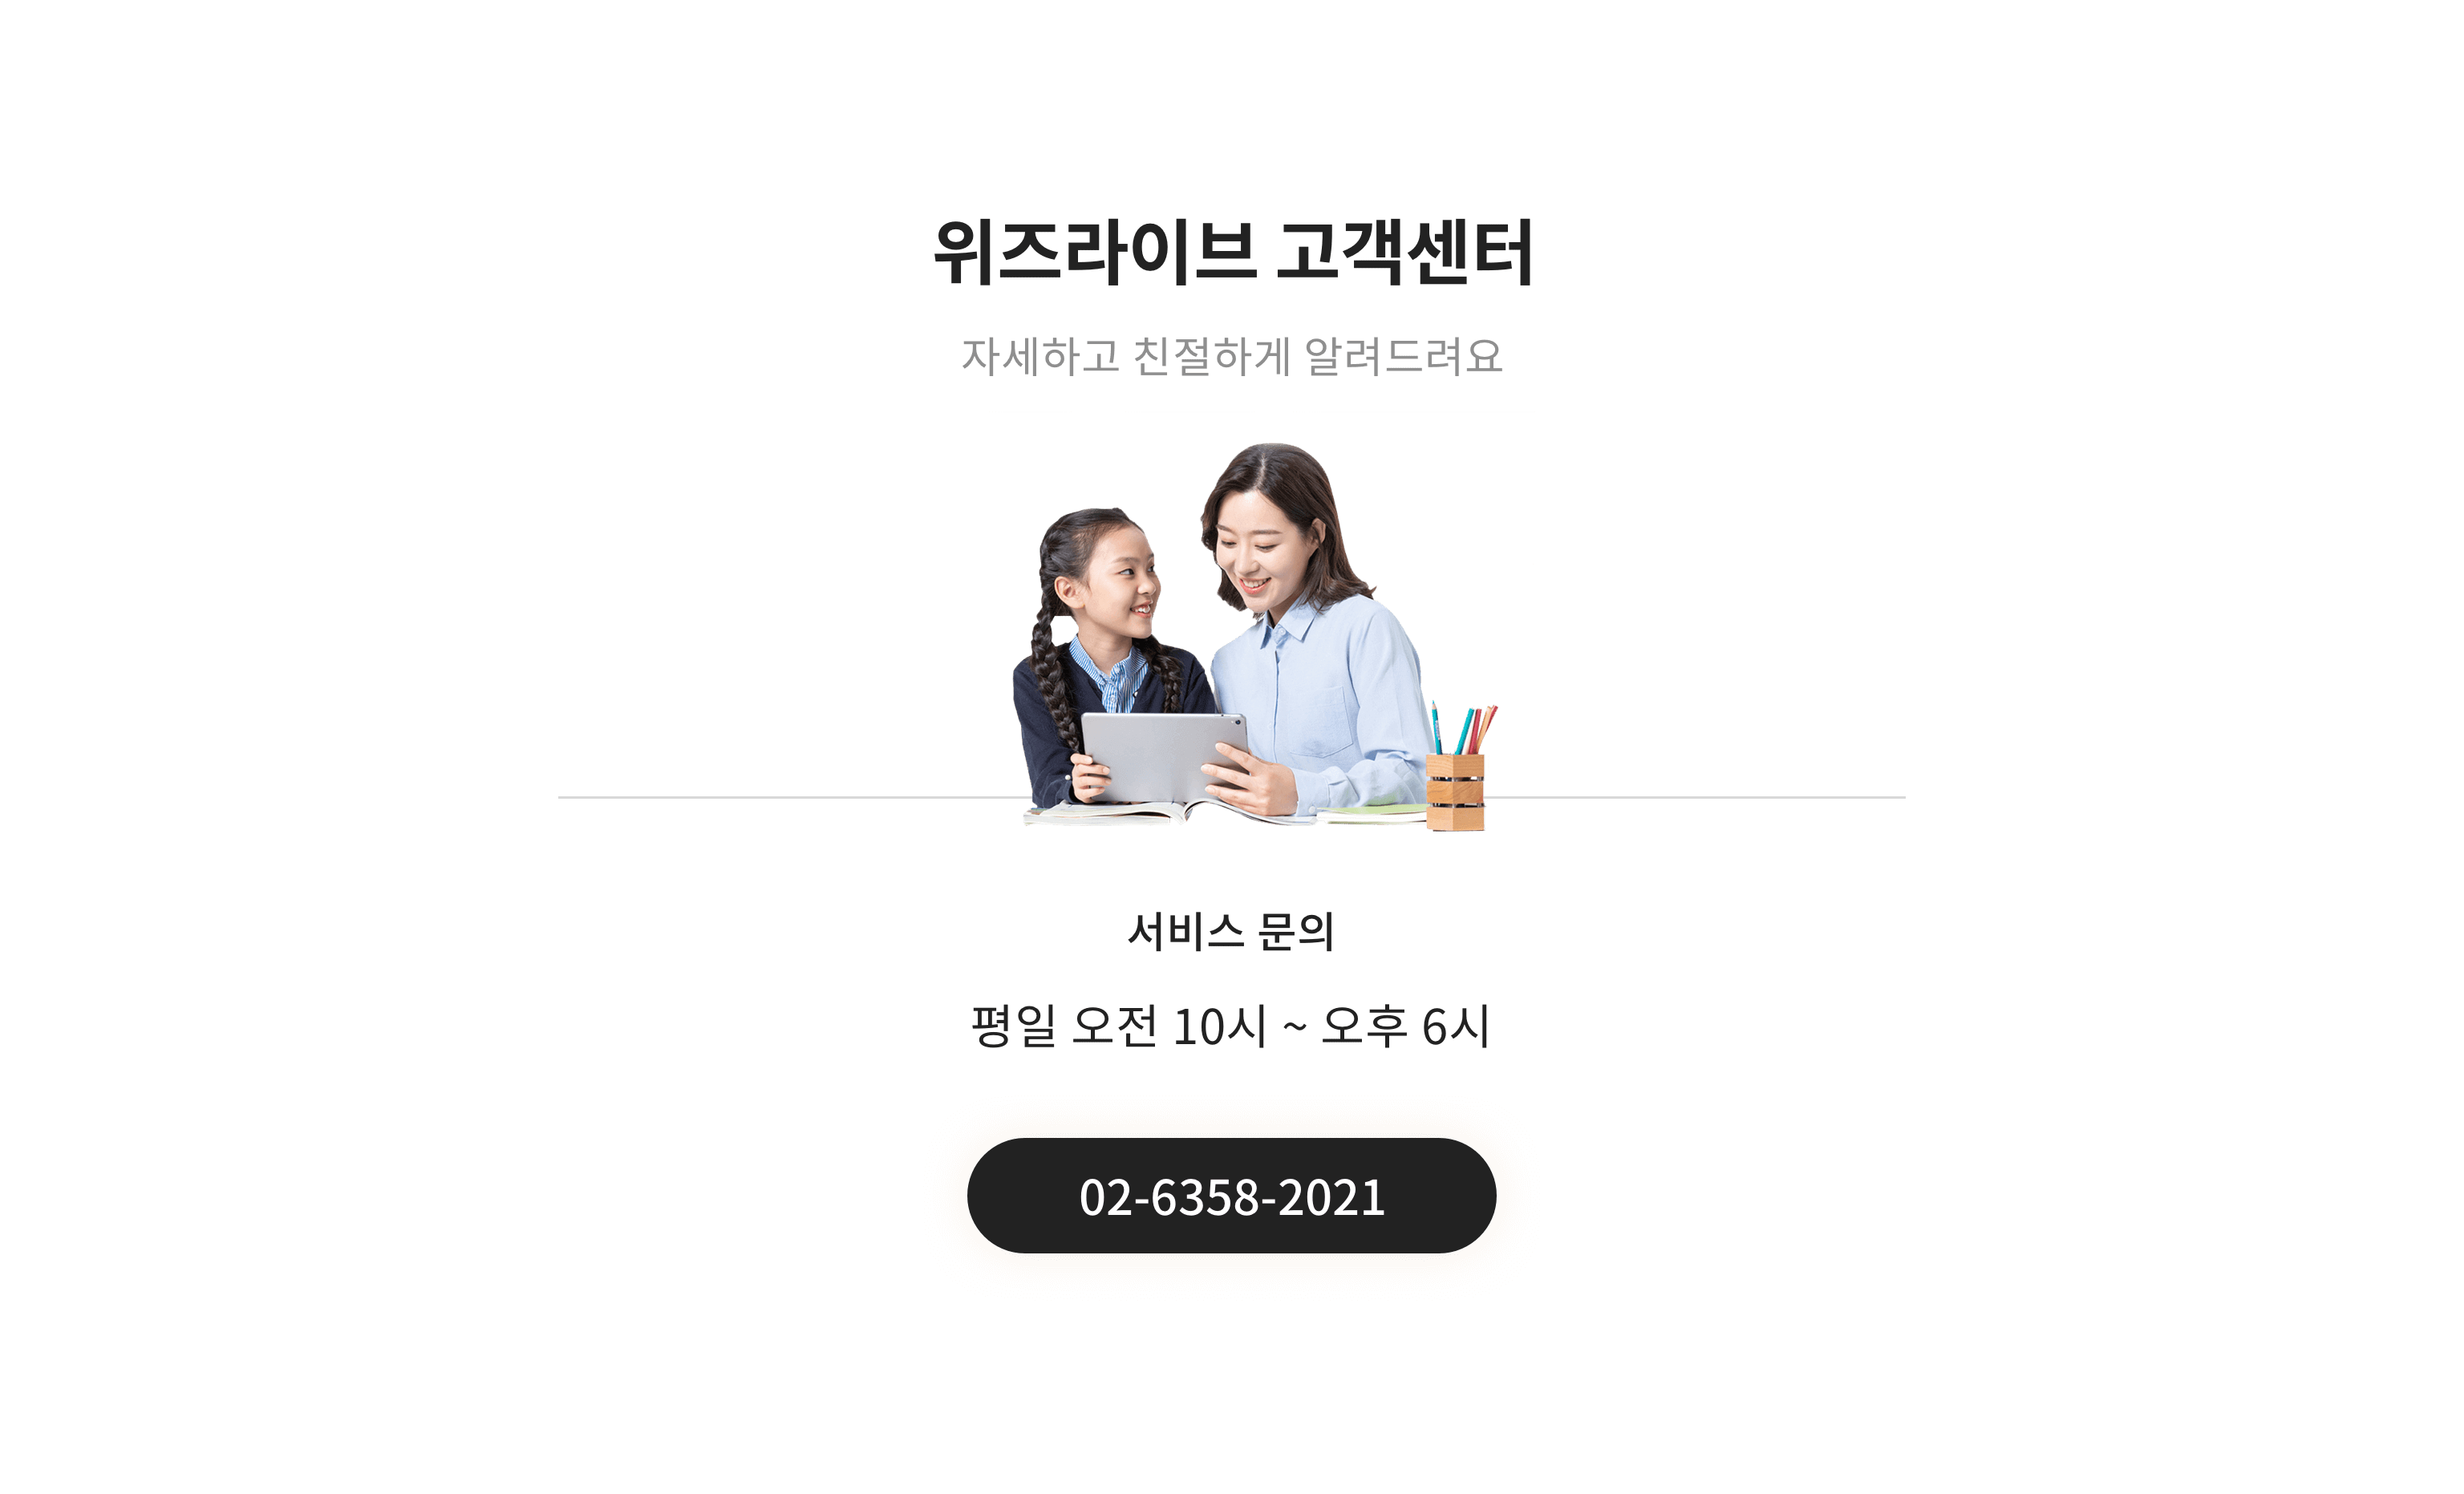 위즈라이브 고객센터
자세하고 친절하게 알려드려요
서비스 문의
평일 오전 10시 ~ 오후 6시
02-6358-2021